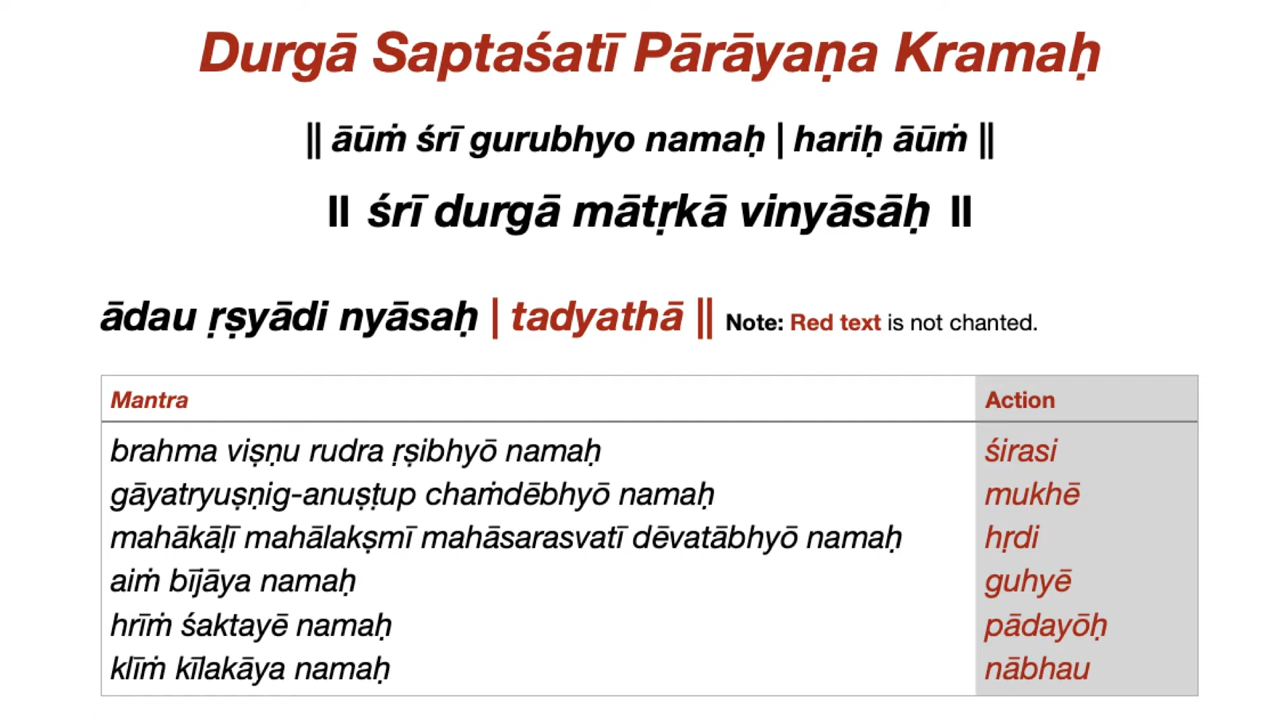 Durgā Saptaśatī Pārāyaṇa Kramaḥ
|| āūṁ śrī gurubhyo namaḥ | hariḥ āūṁ ||
॥ śrī durgā mātṛkā vinyāsāḥ ॥
ādau ṛṣyādi nyāsaḥ | tadyathā || Note: Red text is not chanted.
Mantra Action
brahma viṣṇu rudra ṛṣibhyō namaḥ śirasi
gāyatryuṣṇig-anuṣṭup chaṁdēbhyō namaḥ mukhē
mahākāḷī mahālakṣmī mahāsarasvatī dēvatābhyō namaḥ hṛdi
aiṁ bījāya namaḥ guhyē
hrīṁ śaktayē namaḥ pādayōḥ
klīṁ kīlakāya namaḥ nābhau